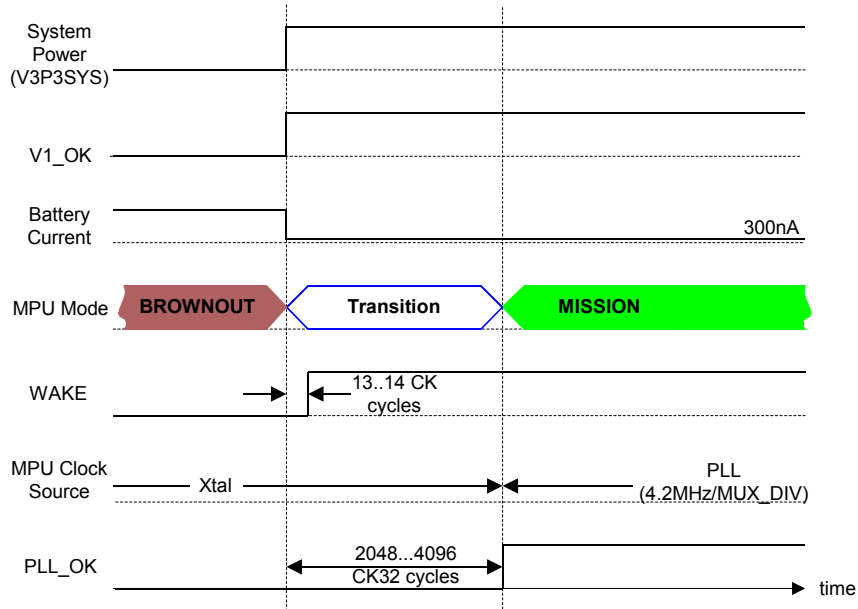 System
Power
(V3P3SYS)
V1_OK
Battery
Current
300nA
MPU Mode
BROWNOUT
Transition
MISSION
WAKE
13..14 CK
cycles
MPU Clock
Source
Xtal
PLL
(4.2MHz/MUX_DIV)
PLL_OK
2048...4096
CK32 cycles
time